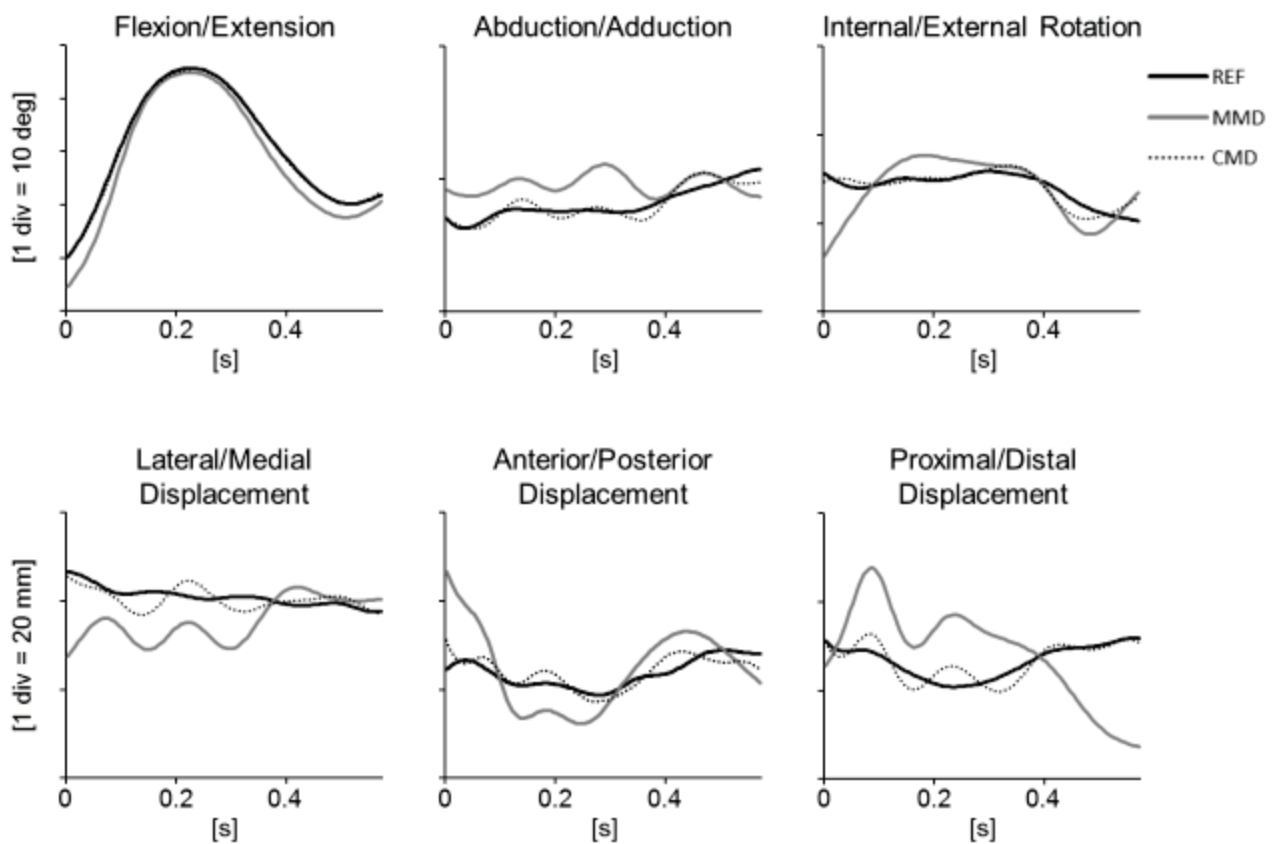 Flexion/Extension
Abduction/Adduction
Internal/External Rotation
REF
MMD
CMD
[1 div = 10 deg]
0 0.2 0.4
[s]
0 0.2 0.4
[s]
0 0.2 0.4
[s]
Lateral/Medial
Displacement
Anterior/Posterior
Displacement
Proximal/Distal
Displacement
[1 div = 20 mm]
0 0.2 0.4
[s]
0 0.2 0.4
[s]
0 0.2 0.4
[s]